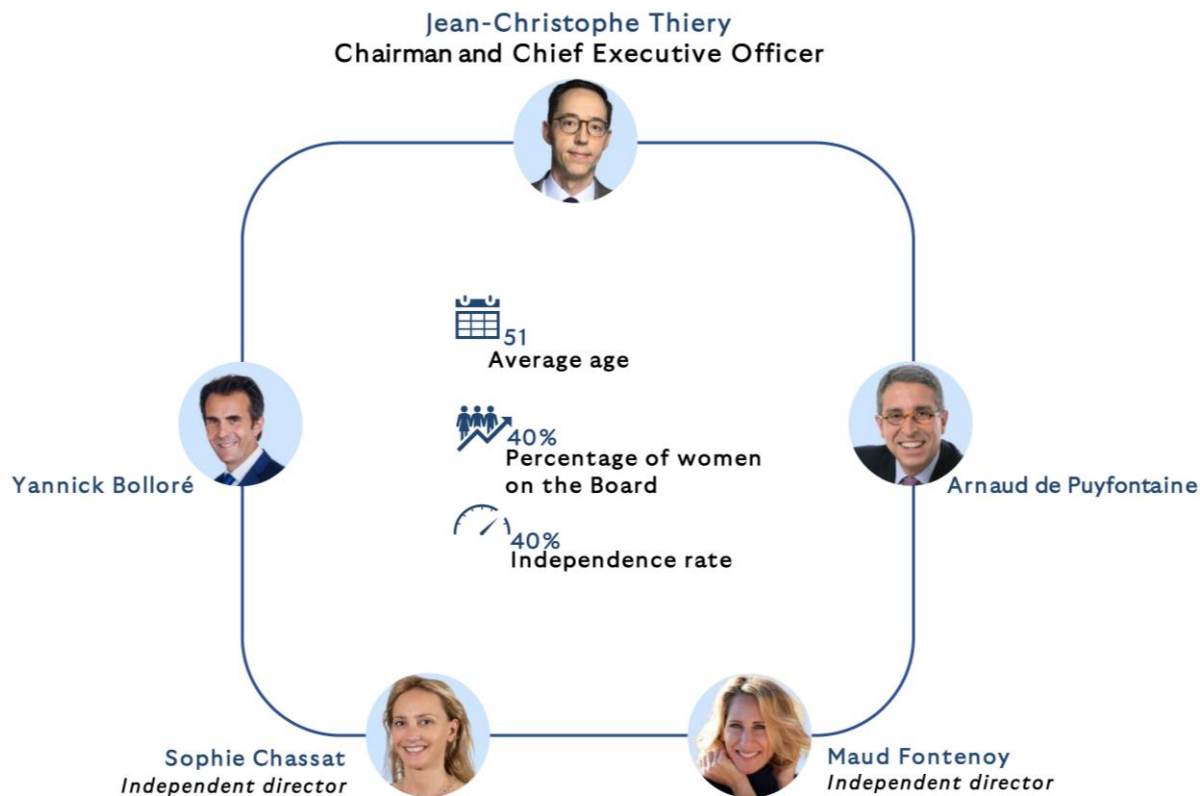 Jean-Christophe Thiery
Chairman and Chief Executive Officer
51
Average age
40%
Percentage of women
on the Board
40%
Independence rate
Yannick Bolloré
Arnaud de Puyfontaine
Sophie Chassat
Independent director
Maud Fontenoy
Independent director